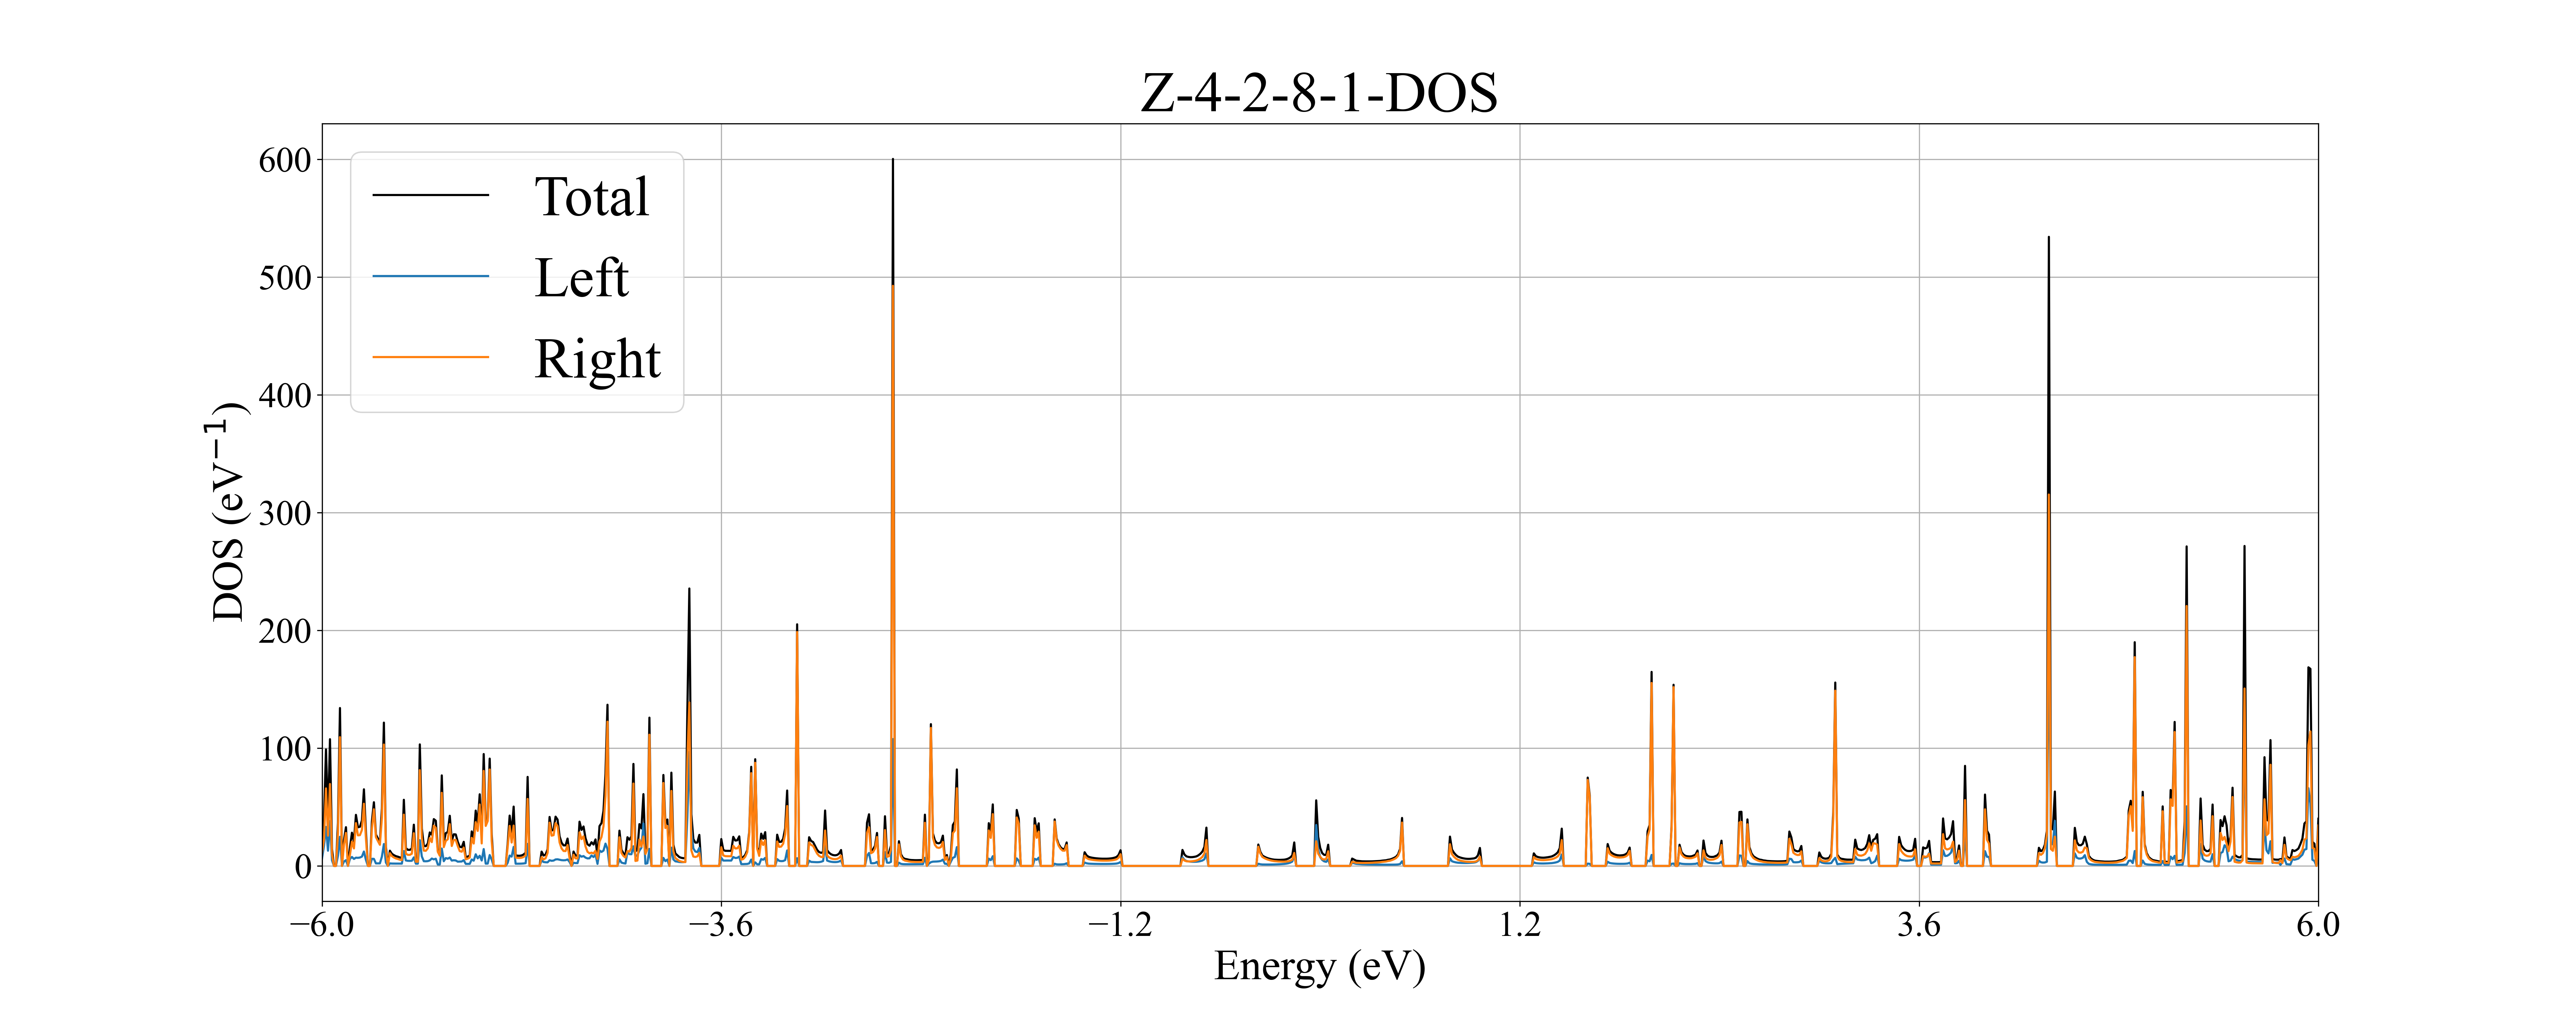 Z-4-2-8-1-DOS
Total
Left
Right
DOS (eV⁻¹)
600
500
400
300
200
100
0
−6.0
−3.6
−1.2
1.2
3.6
6.0
Energy (eV)